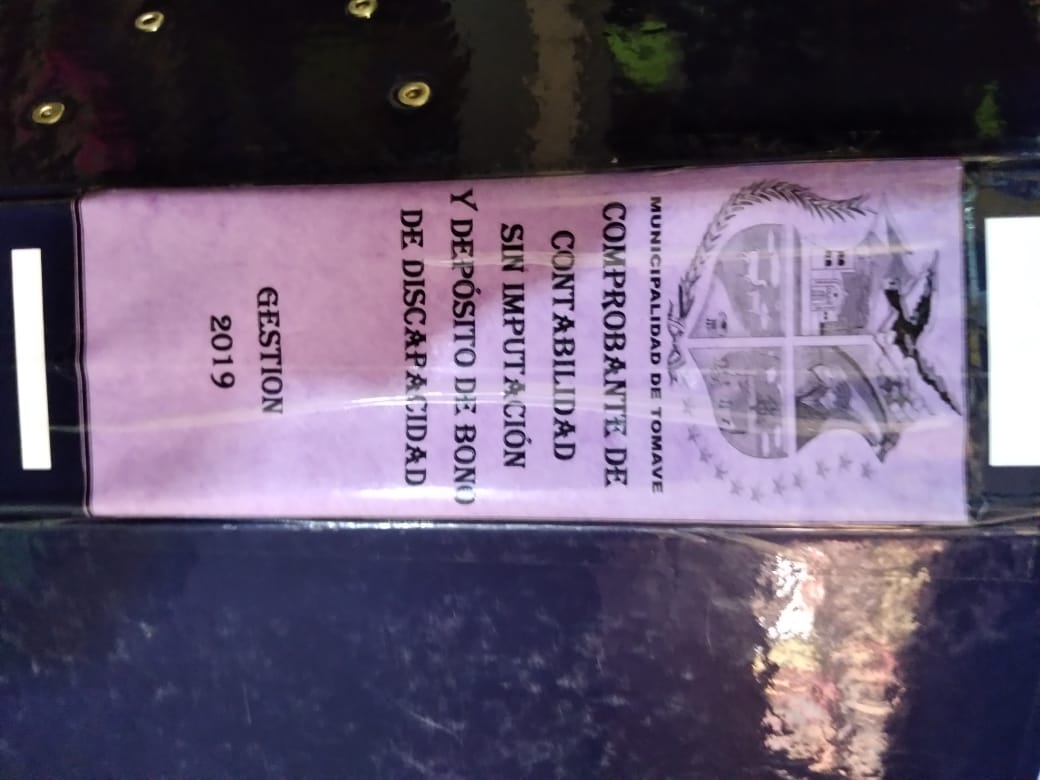 MUNICIPALIDAD DE TOMAVE
COMPROBANTE DE
CONTABILIDAD
SIN IMPUTACIÓN
Y DEPÓSITO DE BONO
DE DISCAPACIDAD
GESTION
2019